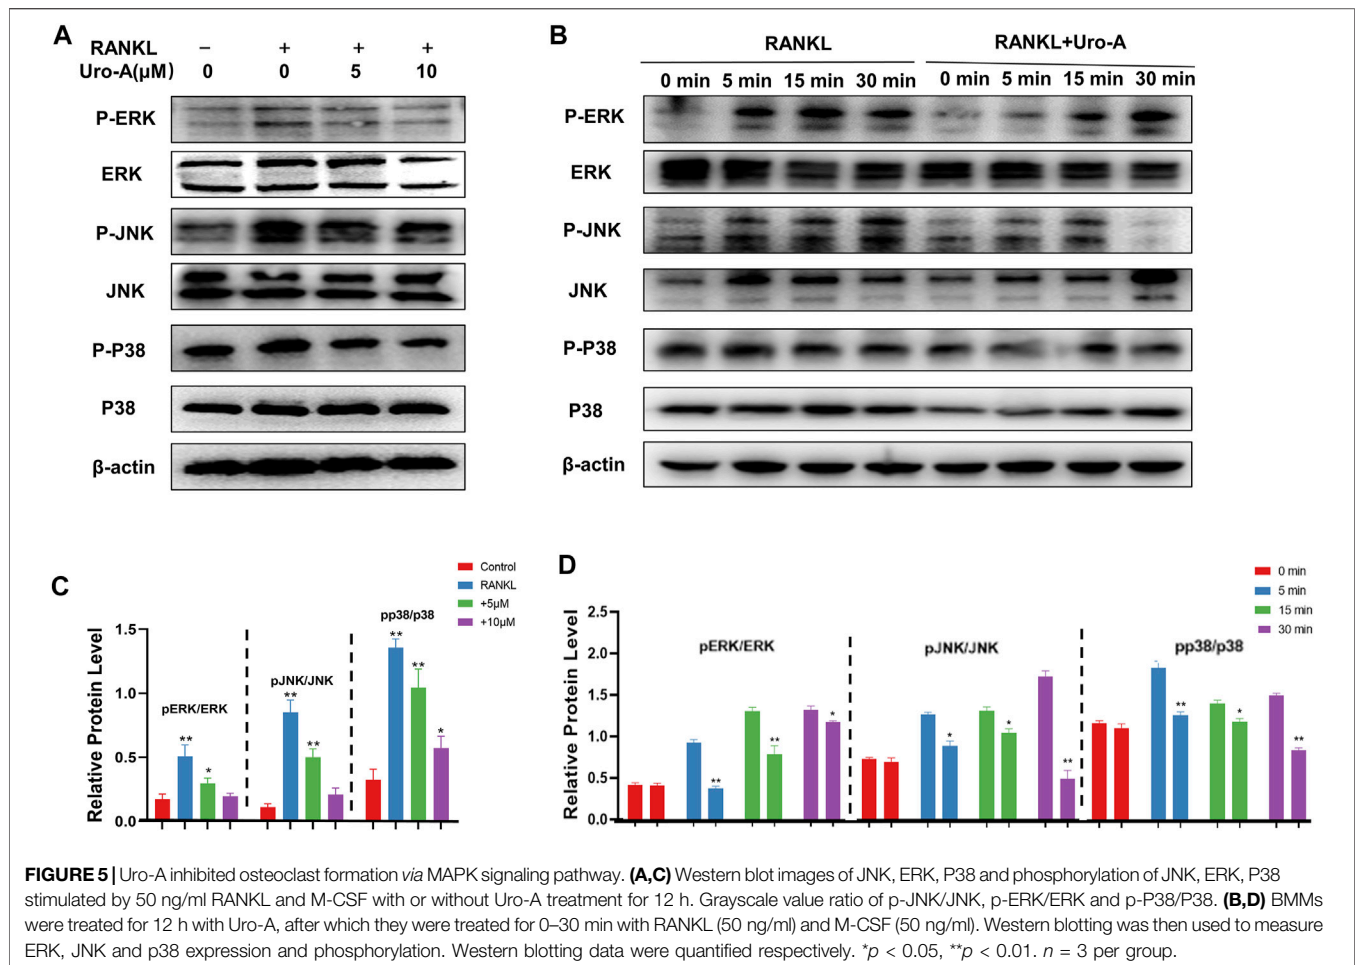 A
RANKL – + + +
Uro-A(μM) 0 0 5 10
P-ERK
ERK
P-JNK
JNK
P-P38
P38
β-actin
B
RANKL RANKL+Uro-A
0 min 5 min 15 min 30 min 0 min 5 min 15 min 30 min
P-ERK
ERK
P-JNK
JNK
P-P38
P38
β-actin
C
Control
RANKL
+5μM
+10μM
Relative Protein Level
1.5
1.0
0.5
0.0
pERK/ERK
pJNK/JNK
pp38/p38
** * ** ** ** ** *
D
0 min
5 min
15 min
30 min
Relative Protein Level
2.5
2.0
1.5
1.0
0.5
0.0
pERK/ERK
pJNK/JNK
pp38/p38
** ** * * * ** ** * **
FIGURE 5 | Uro-A inhibited osteoclast formation via MAPK signaling pathway. (A,C) Western blot images of JNK, ERK, P38 and phosphorylation of JNK, ERK, P38
stimulated by 50 ng/ml RANKL and M-CSF with or without Uro-A treatment for 12 h. Grayscale value ratio of p-JNK/JNK, p-ERK/ERK and p-P38/P38. (B,D) BMMs
were treated for 12 h with Uro-A, after which they were treated for 0–30 min with RANKL (50 ng/ml) and M-CSF (50 ng/ml). Western blotting was then used to measure
ERK, JNK and p38 expression and phosphorylation. Western blotting data were quantified respectively. *p < 0.05, **p < 0.01. n = 3 per group.